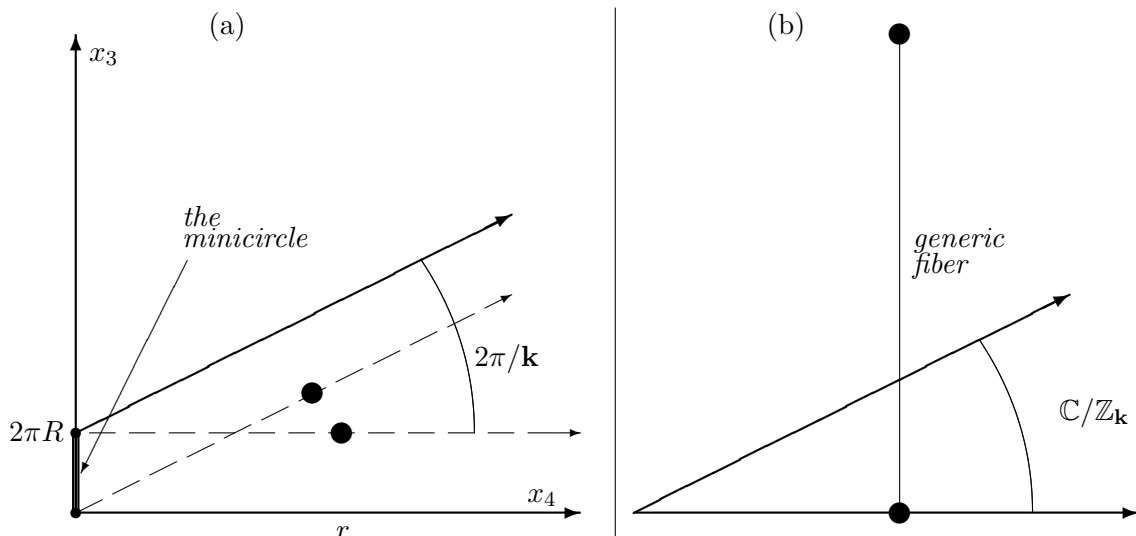 (a)
x₃
the
minicircle
2π/𝐤
2πR
x₄
r
(b)
generic
fiber
ℂ/ℤ𝐤